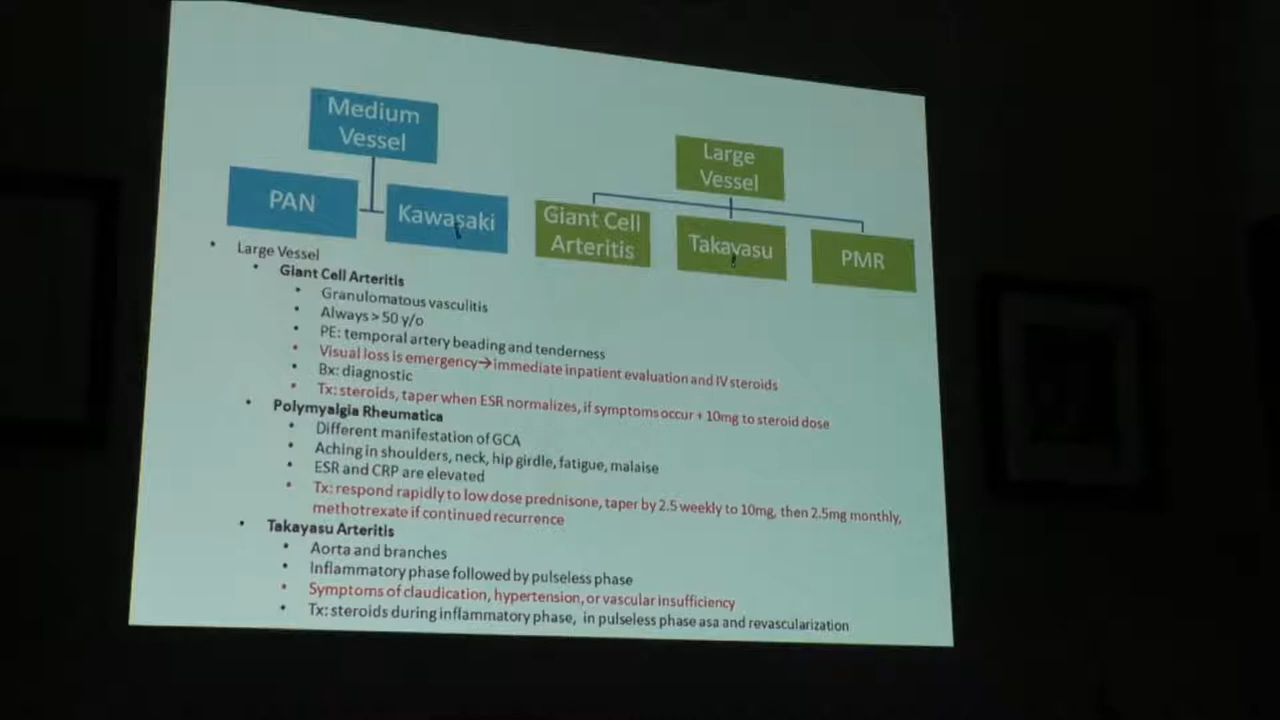 Medium
Vessel
PAN
Kawasaki
Large
Vessel
Giant Cell
Arteritis
Takayasu
PMR
• Large Vessel
• Giant Cell Arteritis
• Granulomatous vasculitis
• Always > 50 y/o
• PE: temporal artery beading and tenderness
• Visual loss is emergency→immediate inpatient evaluation and IV steroids
• Bx: diagnostic
• Tx: steroids, taper when ESR normalizes, if symptoms occur + 10mg to steroid dose
• Polymyalgia Rheumatica
• Different manifestation of GCA
• Aching in shoulders, neck, hip girdle, fatigue, malaise
• ESR and CRP are elevated
• Tx: respond rapidly to low dose prednisone, taper by 2.5 weekly to 10mg, then 2.5mg monthly,
methotrexate if continued recurrence
• Takayasu Arteritis
• Aorta and branches
• Inflammatory phase followed by pulseless phase
• Symptoms of claudication, hypertension, or vascular insufficiency
• Tx: steroids during inflammatory phase, in pulseless phase asa and revascularization